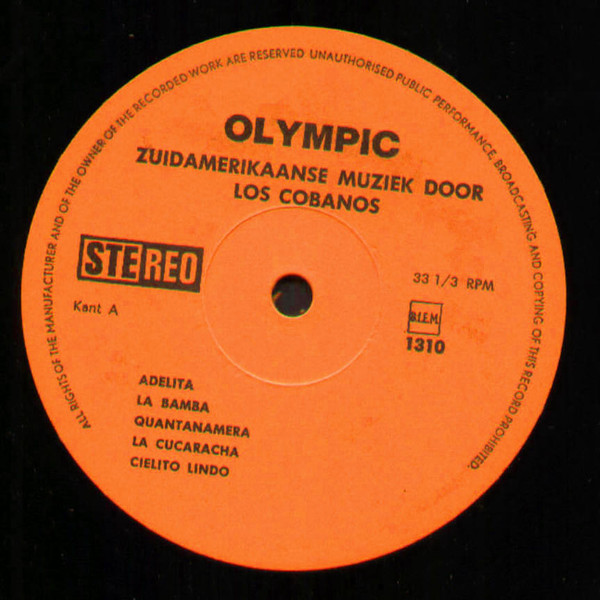 ALL RIGHTS OF THE MANUFACTURER AND OF THE OWNER OF THE RECORDED WORK ARE RESERVED UNAUTHORISED PUBLIC PERFORMANCE, BROADCASTING AND COPYING OF THIS RECORD PROHIBITED.
OLYMPIC
ZUIDAMERIKAANSE MUZIEK DOOR
LOS COBANOS
STEREO
33 1/3 RPM
Kant A
B.I.E.M.
1310
ADELITA
LA BAMBA
QUANTANAMERA
LA CUCARACHA
CIELITO LINDO